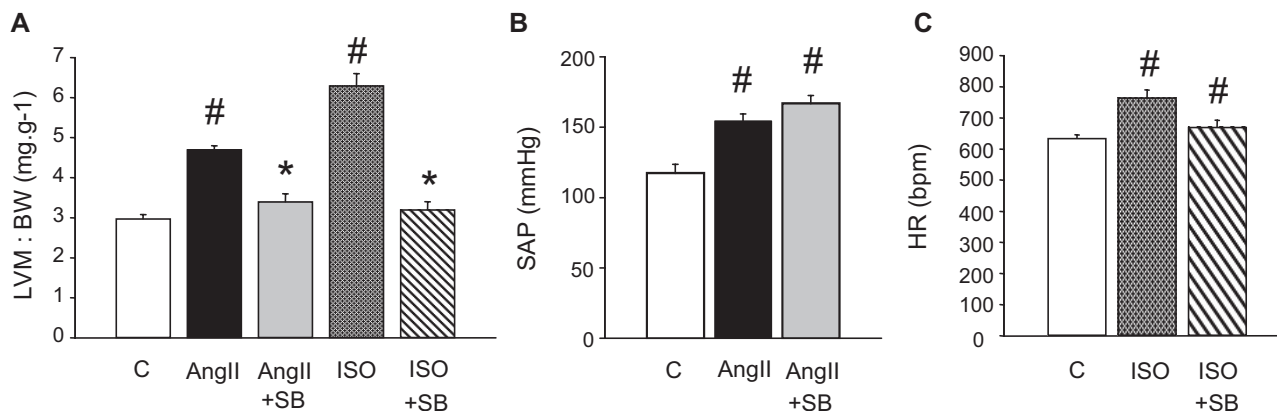 A
LVM : BW (mg.g-1)
7
6
5
4
3
2
1
0
#
*
#
*
C
AngII
AngII
+SB
ISO
ISO
+SB
B
SAP (mmHg)
200
150
100
50
0
#
#
C
AngII
AngII
+SB
C
HR (bpm)
900
800
700
600
500
400
300
200
100
0
#
#
C
ISO
ISO
+SB